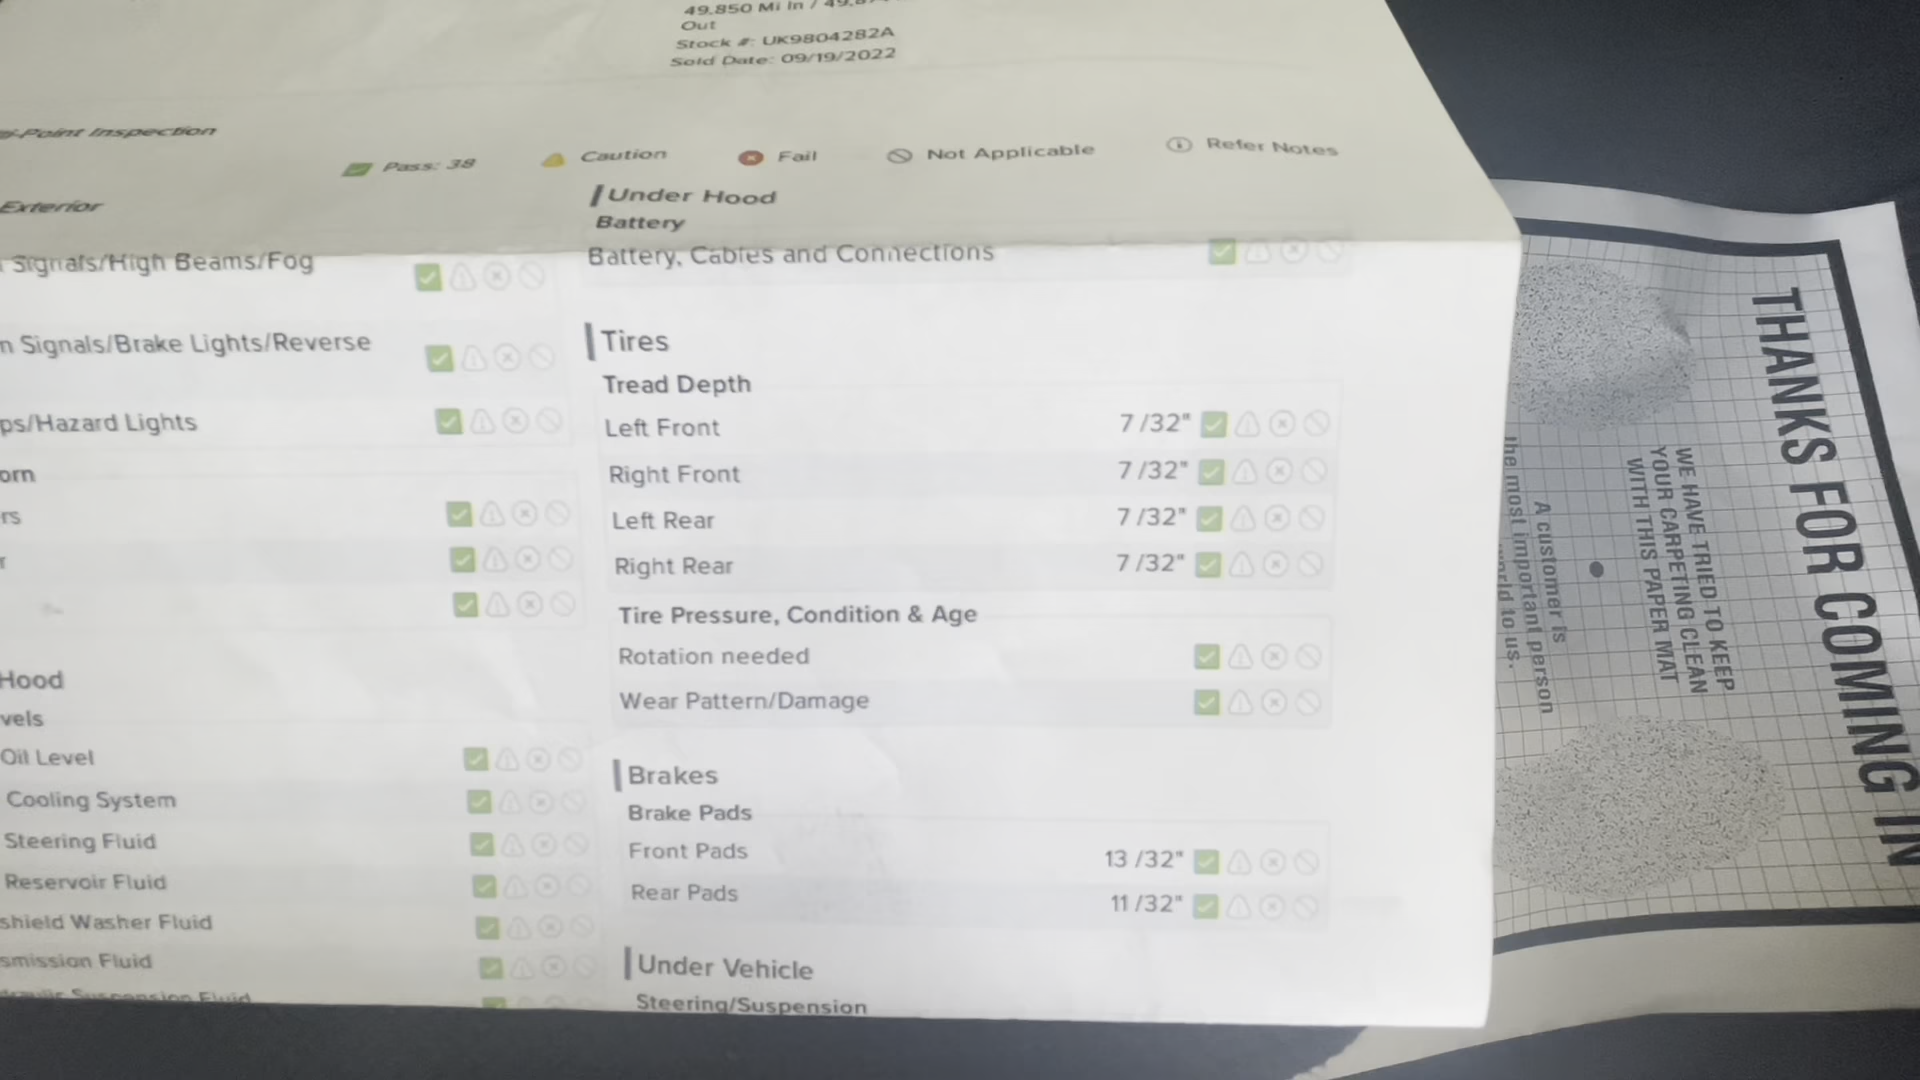 49,850 Mi In /
Out
Stock #: UK9804282A
Sold Date: 09/19/2022
-Point Inspection
Pass: 38
Caution
Fail
Not Applicable
Refer Notes
Exterior
Signals/High Beams/Fog
n Signals/Brake Lights/Reverse
ps/Hazard Lights
orn
rs
r
Hood
vels
Oil Level
Cooling System
Steering Fluid
Reservoir Fluid
shield Washer Fluid
smission Fluid
Suspension Fluid
Under Hood
Battery
Battery, Cables and Connections
Tires
Tread Depth
Left Front 7 /32"
Right Front 7 /32"
Left Rear 7 /32"
Right Rear 7 /32"
Tire Pressure, Condition & Age
Rotation needed
Wear Pattern/Damage
Brakes
Brake Pads
Front Pads 13 /32"
Rear Pads 11 /32"
Under Vehicle
Steering/Suspension
THANKS FOR COMING IN
WE HAVE TRIED TO KEEP
YOUR CARPETING CLEAN
WITH THIS PAPER MAT
A customer is
the most important person
world to us.